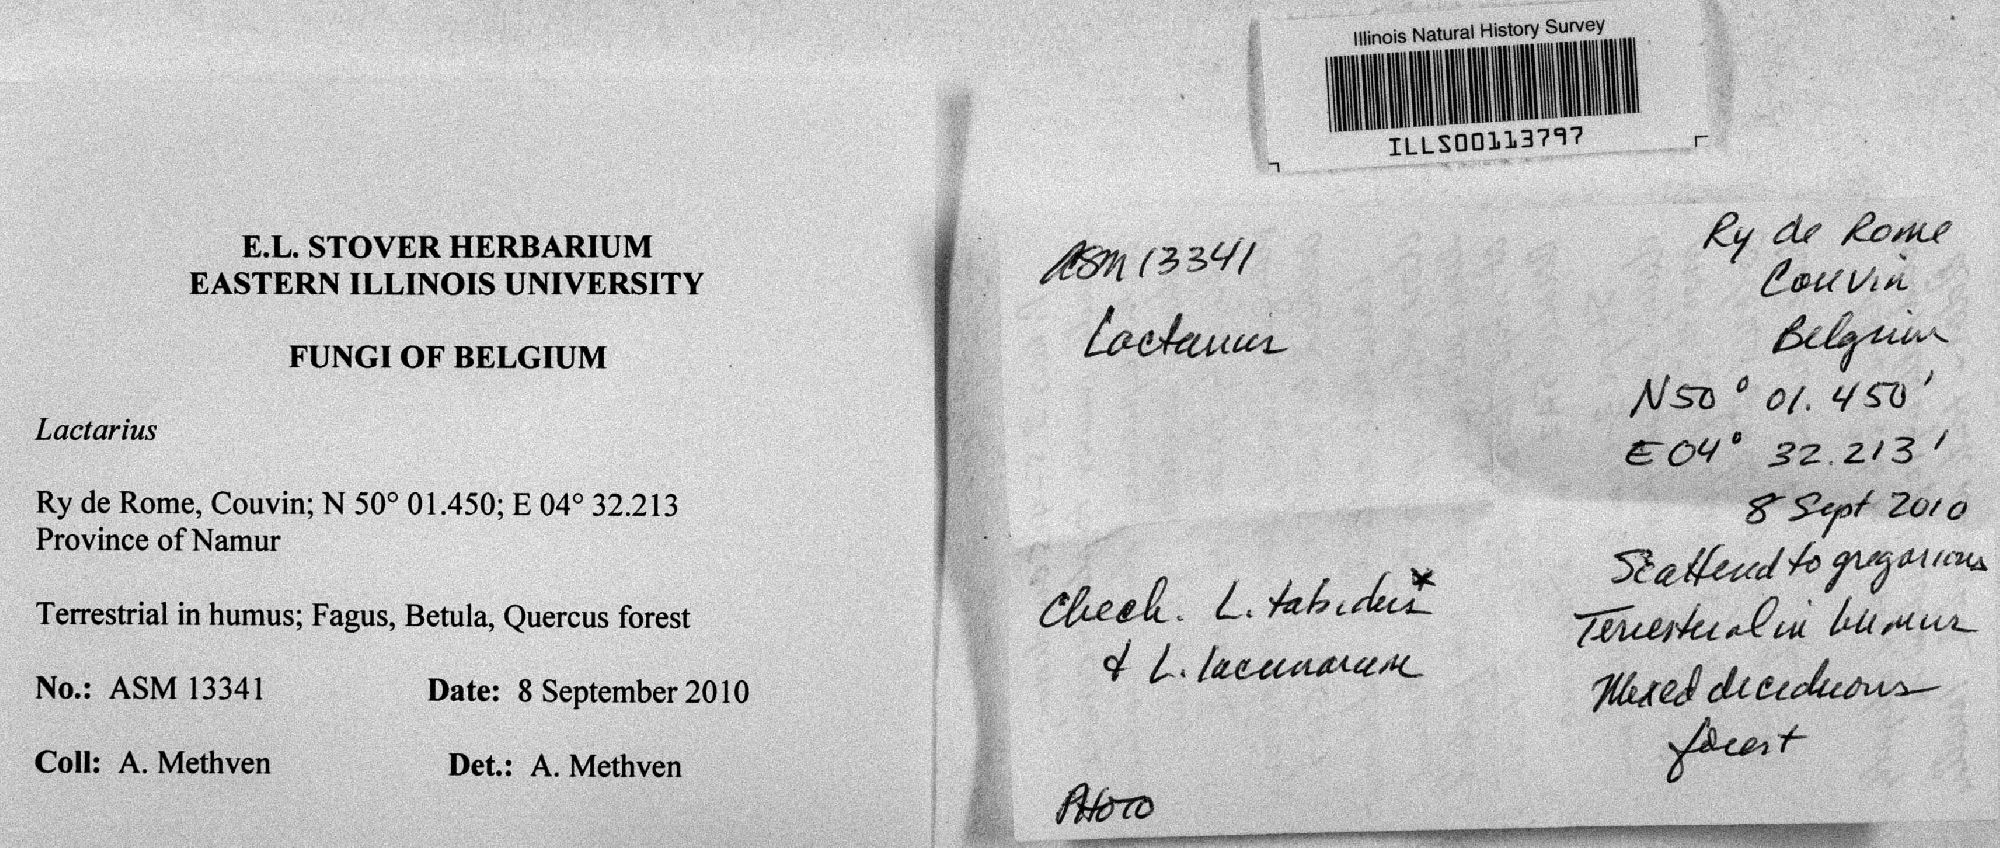 E.L. STOVER HERBARIUM
EASTERN ILLINOIS UNIVERSITY
FUNGI OF BELGIUM
Lactarius
Ry de Rome, Couvin; N 50° 01.450; E 04° 32.213
Province of Namur
Terrestrial in humus; Fagus, Betula, Quercus forest
No.: ASM 13341 Date: 8 September 2010
Coll: A. Methven Det.: A. Methven
Illinois Natural History Survey
ILLS00113797
ASM 13341
Lactarius
Check. L. tabidus*
& L. lacunarum
PHOTO
Ry de Rome
Couvin
Belgium
N50° 01.450'
E04° 32.213'
8 Sept 2010
Scattered to gregarious
Terrestrial in humus
Mixed deciduous
forest